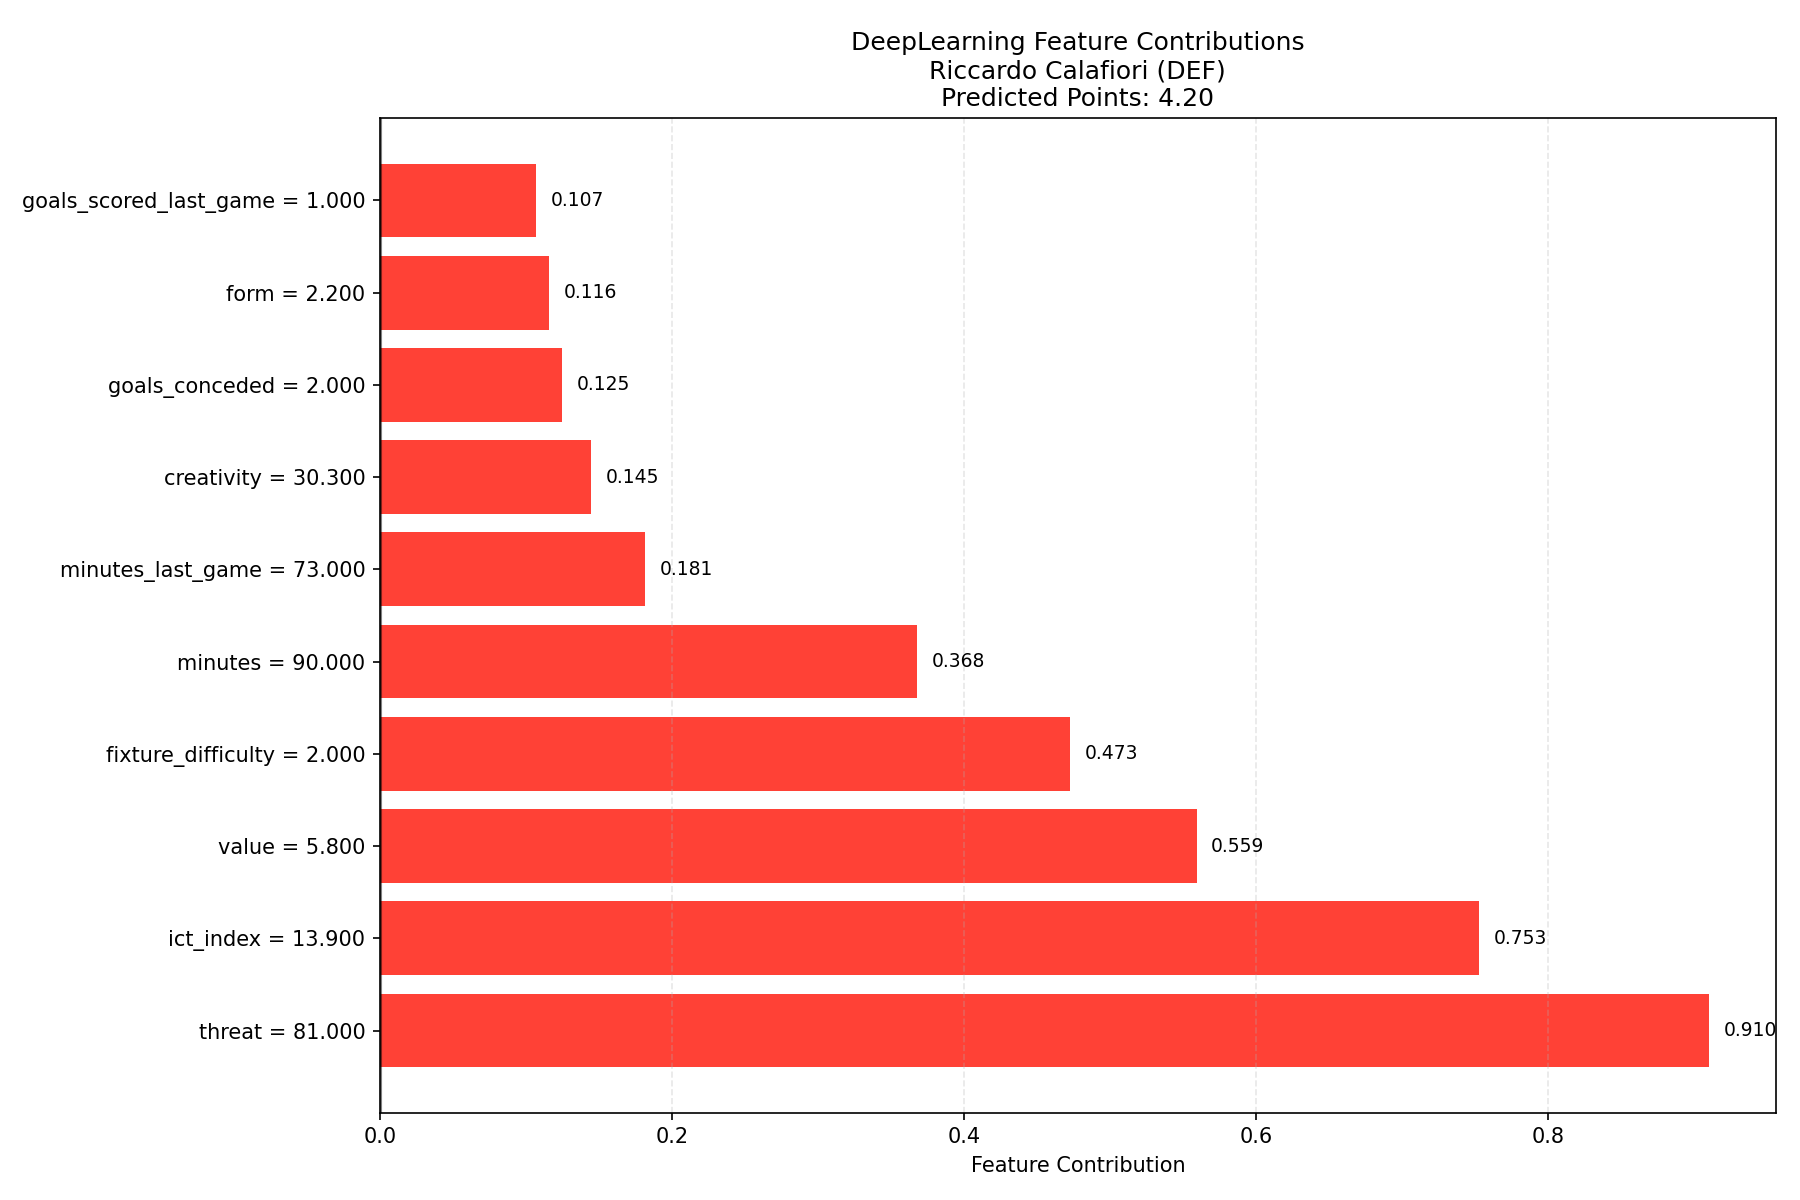 DeepLearning Feature Contributions
Riccardo Calafiori (DEF)
Predicted Points: 4.20
goals_scored_last_game = 1.000
0.107
form = 2.200
0.116
goals_conceded = 2.000
0.125
creativity = 30.300
0.145
minutes_last_game = 73.000
0.181
minutes = 90.000
0.368
fixture_difficulty = 2.000
0.473
value = 5.800
0.559
ict_index = 13.900
0.753
threat = 81.000
0.910
0.0 0.2 0.4 0.6 0.8
Feature Contribution